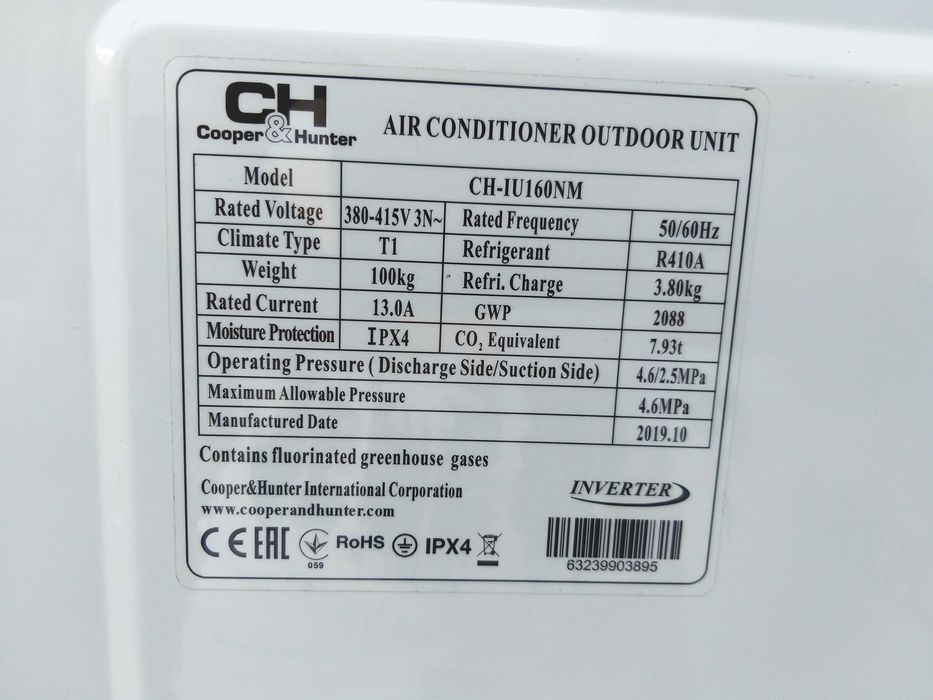 CH
Cooper&Hunter
AIR CONDITIONER OUTDOOR UNIT
Model CH-IU160NM
Rated Voltage 380-415V 3N~ Rated Frequency 50/60Hz
Climate Type T1 Refrigerant R410A
Weight 100kg Refri. Charge 3.80kg
Rated Current 13.0A GWP 2088
Moisture Protection IPX4 CO₂ Equivalent 7.93t
Operating Pressure ( Discharge Side/Suction Side) 4.6/2.5MPa
Maximum Allowable Pressure 4.6MPa
Manufactured Date 2019.10
Contains fluorinated greenhouse gases
Cooper&Hunter International Corporation
www.cooperandhunter.com
INVERTER
CE EAC 059 RoHS IPX4
63239903895